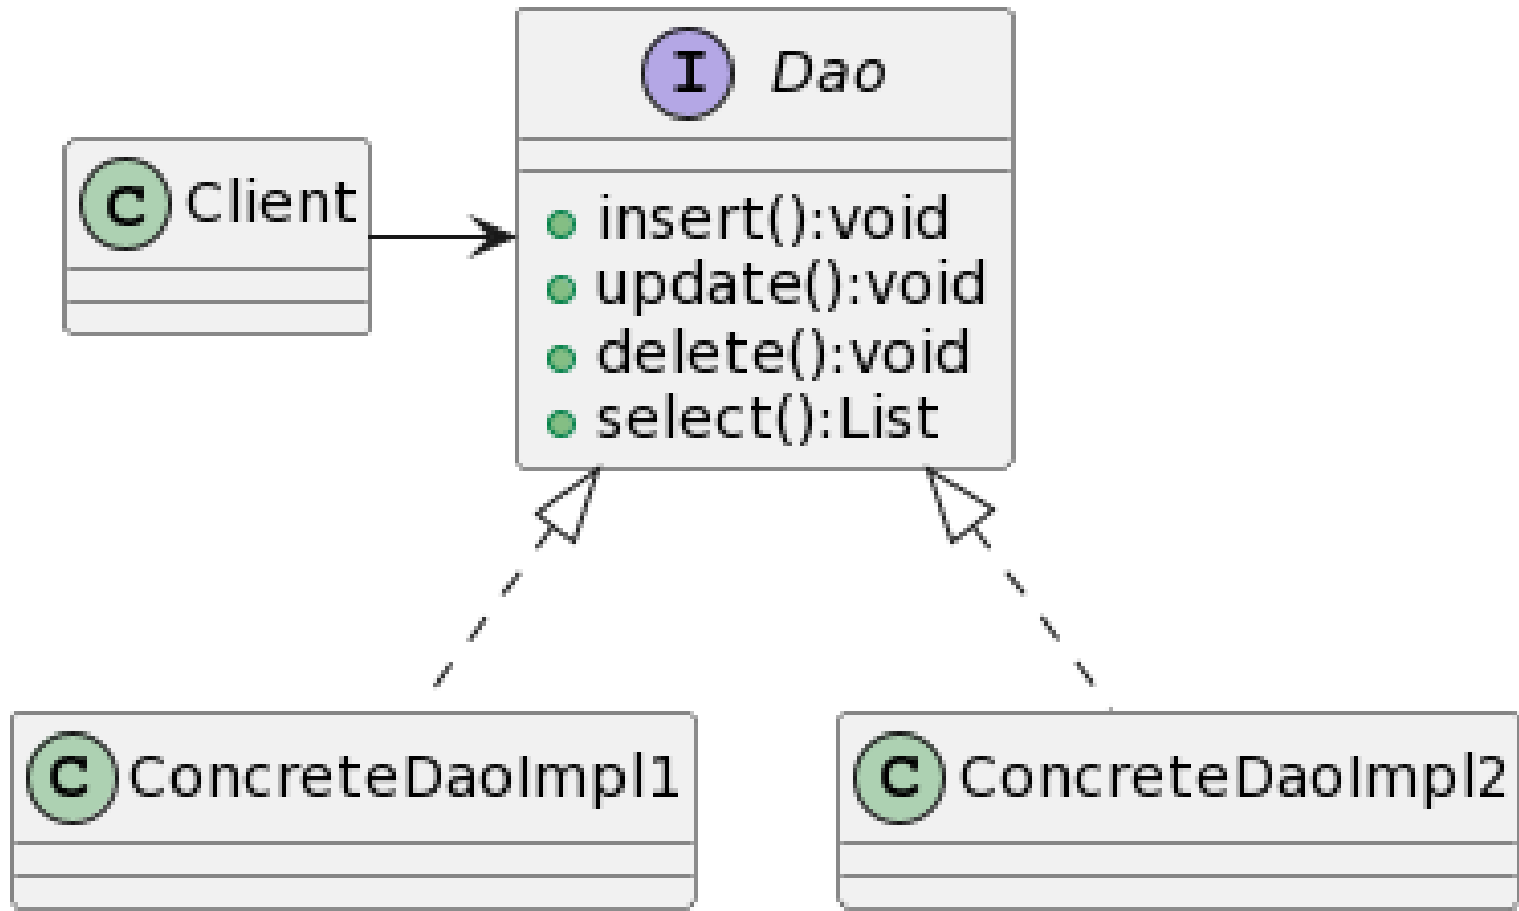 I Dao
C Client
insert():void
update():void
delete():void
select():List
C ConcreteDaoImpl1
C ConcreteDaoImpl2